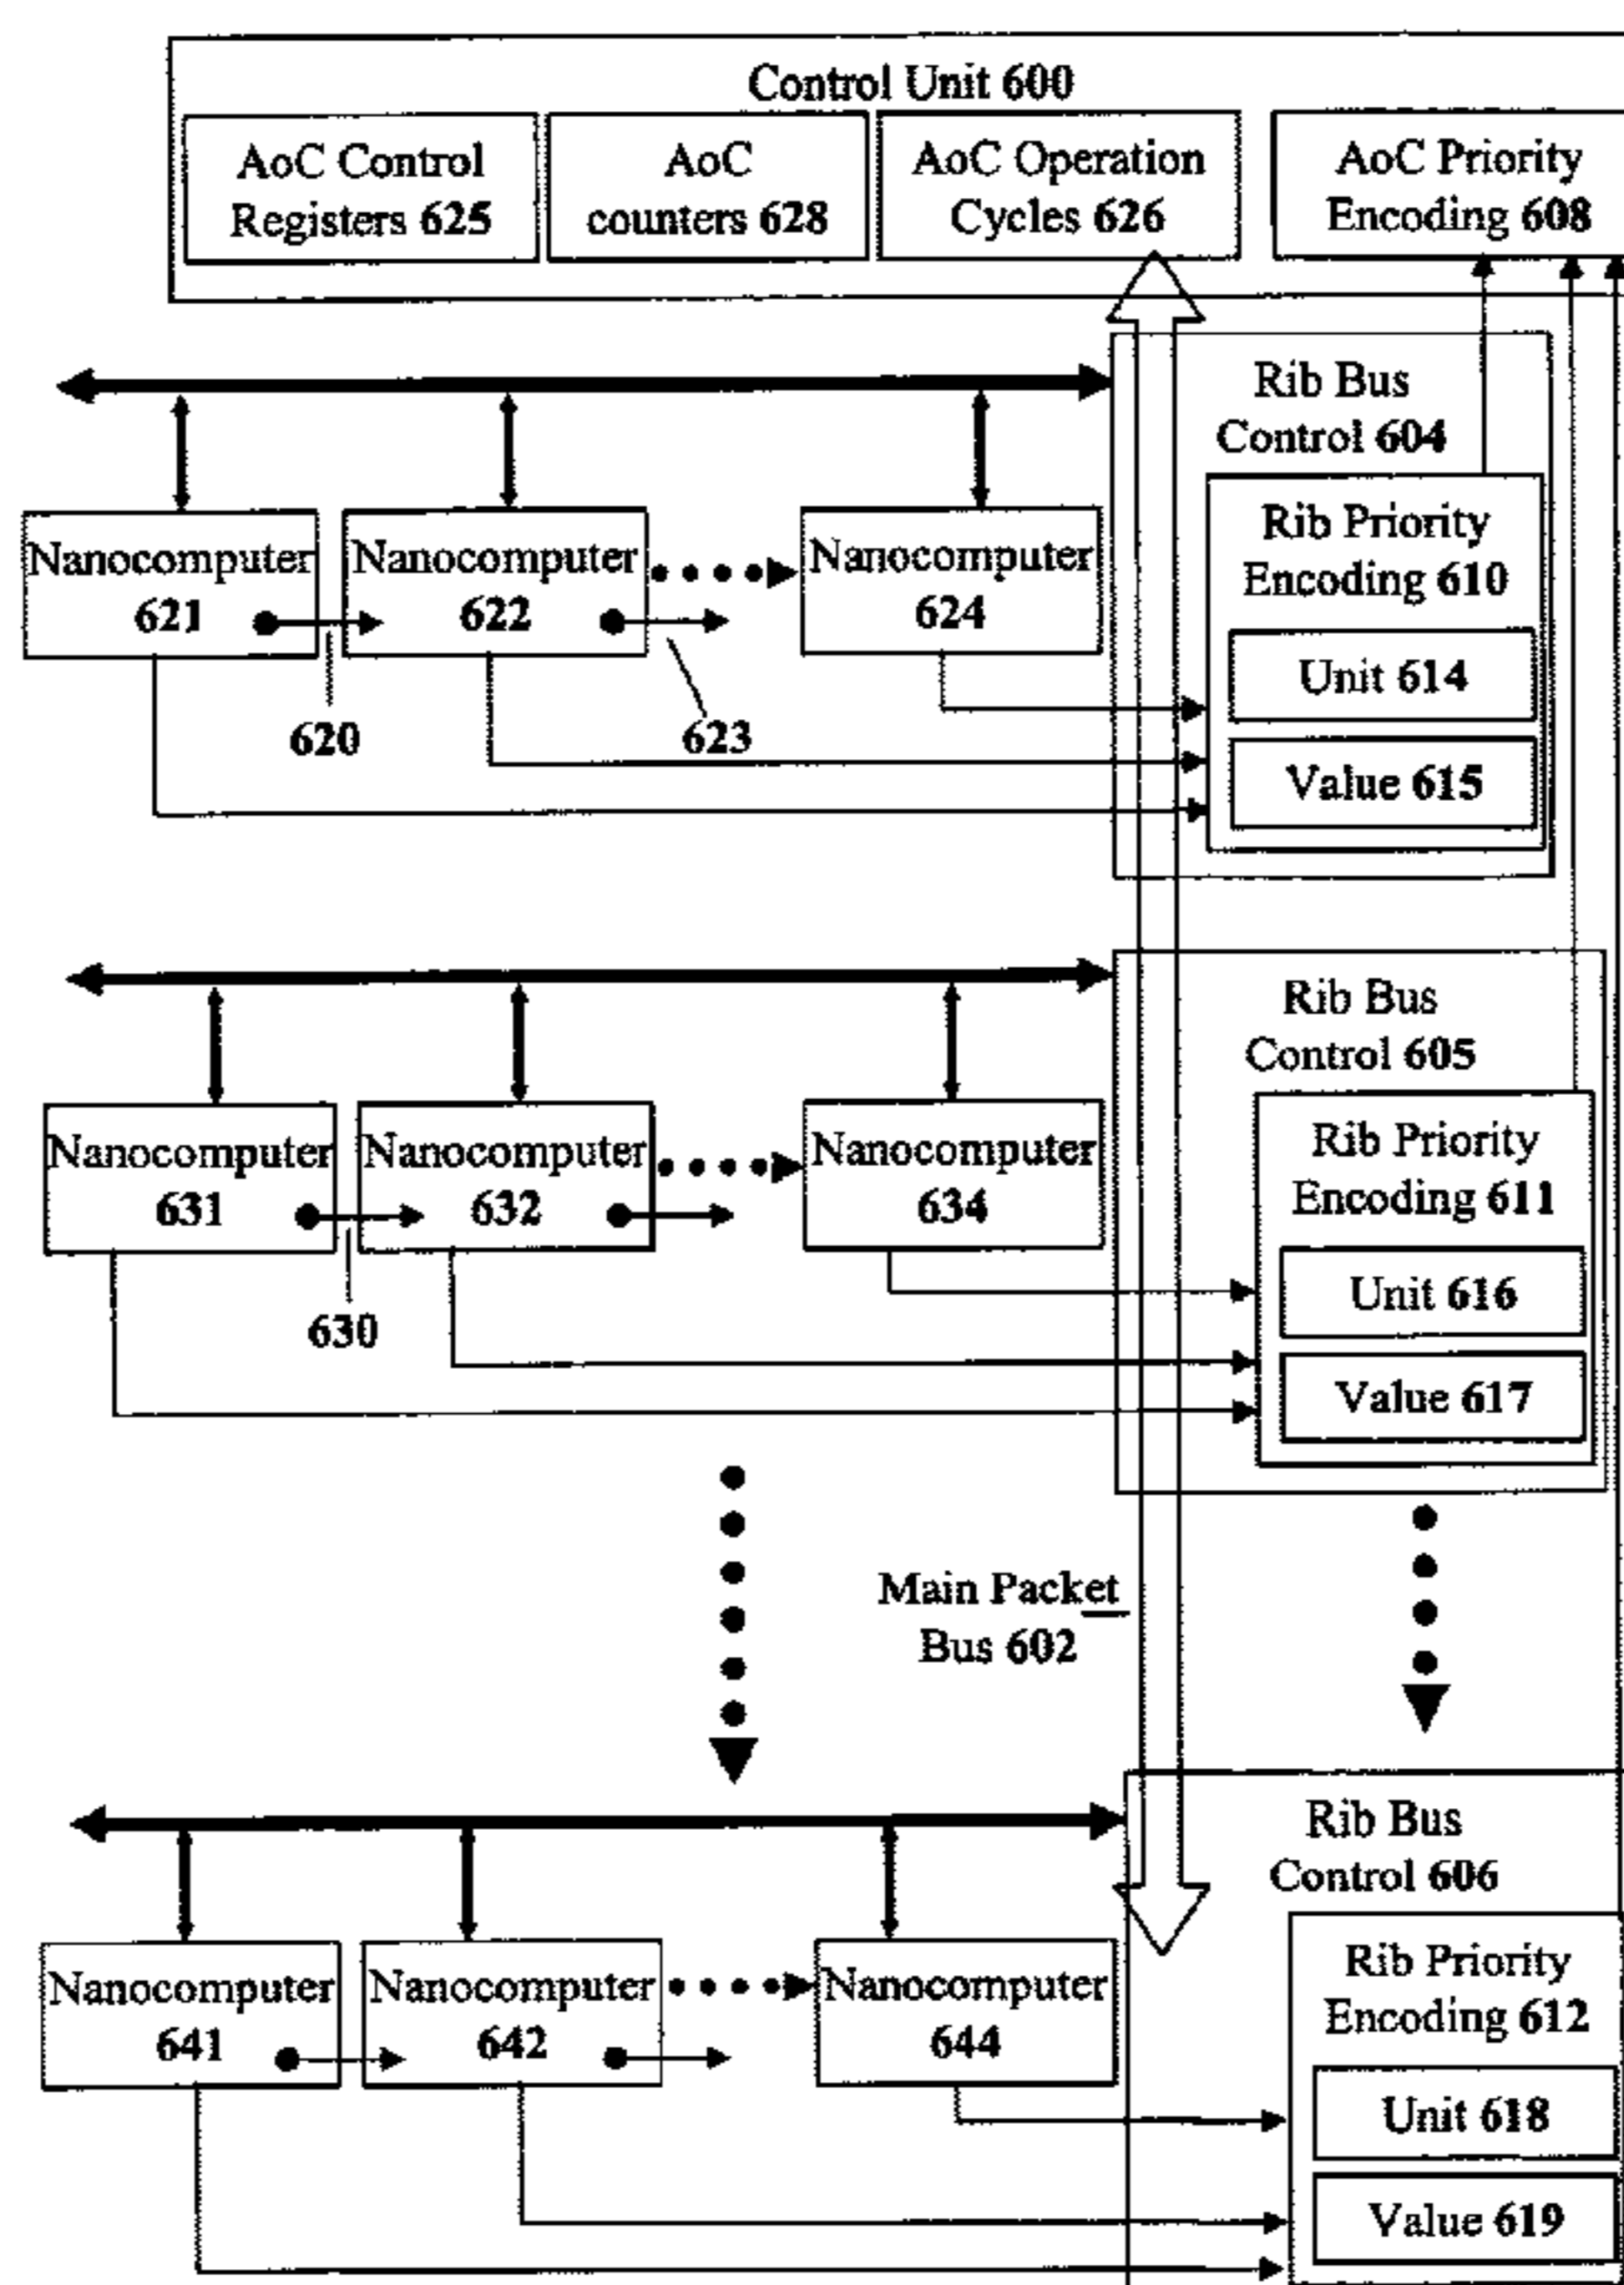 Control Unit 600
AoC Control
Registers 625
AoC
counters 628
AoC Operation
Cycles 626
AoC Priority
Encoding 608
Rib Bus
Control 604
Rib Priority
Encoding 610
Unit 614
Value 615
Nanocomputer
621
Nanocomputer
622
Nanocomputer
624
620
623
Rib Bus
Control 605
Rib Priority
Encoding 611
Unit 616
Value 617
Nanocomputer
631
Nanocomputer
632
Nanocomputer
634
630
Main Packet
Bus 602
Rib Bus
Control 606
Rib Priority
Encoding 612
Unit 618
Value 619
Nanocomputer
641
Nanocomputer
642
Nanocomputer
644